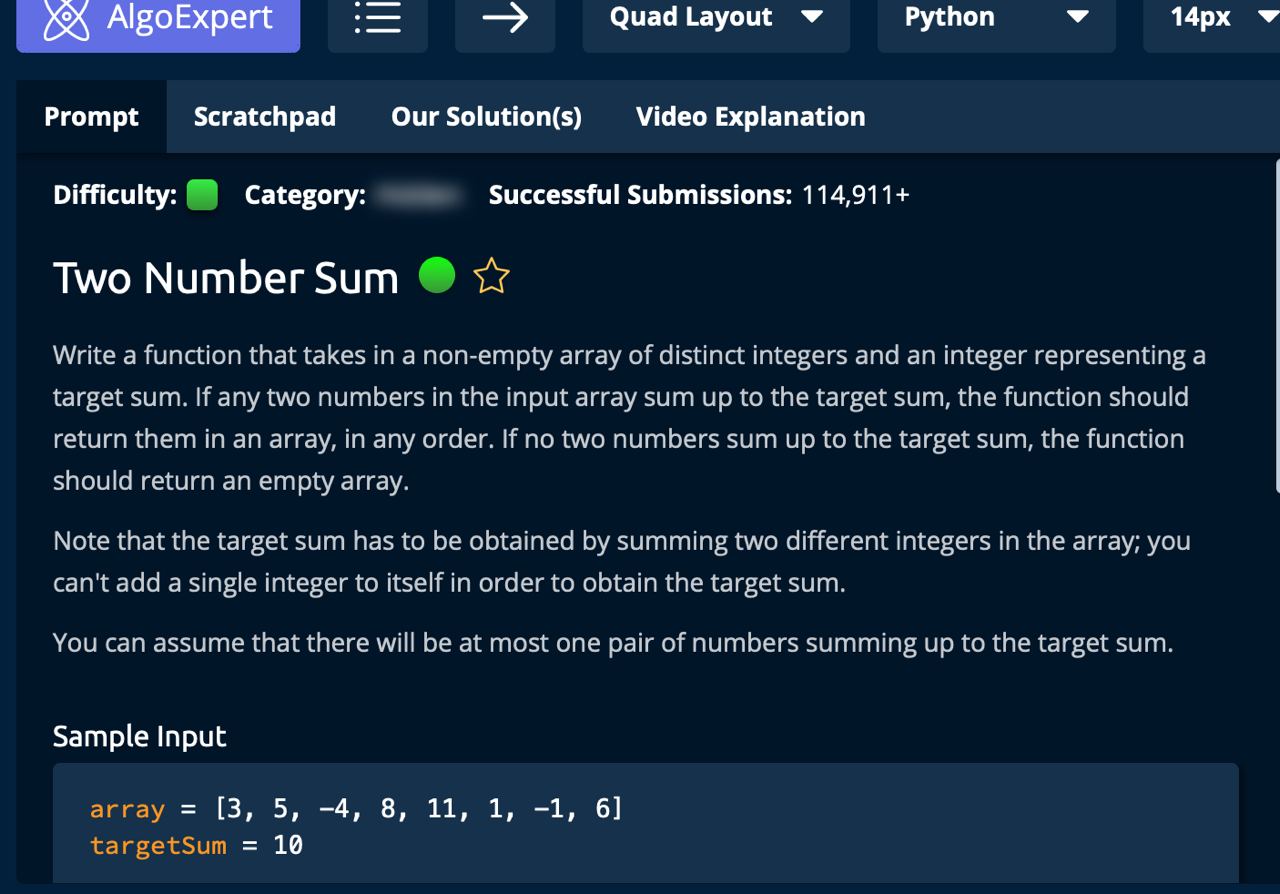 AlgoExpert
Quad Layout
Python
14px
Prompt
Scratchpad
Our Solution(s)
Video Explanation
Difficulty: Category: Successful Submissions: 114,911+
Two Number Sum
Write a function that takes in a non-empty array of distinct integers and an integer representing a
target sum. If any two numbers in the input array sum up to the target sum, the function should
return them in an array, in any order. If no two numbers sum up to the target sum, the function
should return an empty array.
Note that the target sum has to be obtained by summing two different integers in the array; you
can't add a single integer to itself in order to obtain the target sum.
You can assume that there will be at most one pair of numbers summing up to the target sum.
Sample Input
array = [3, 5, -4, 8, 11, 1, -1, 6]
targetSum = 10